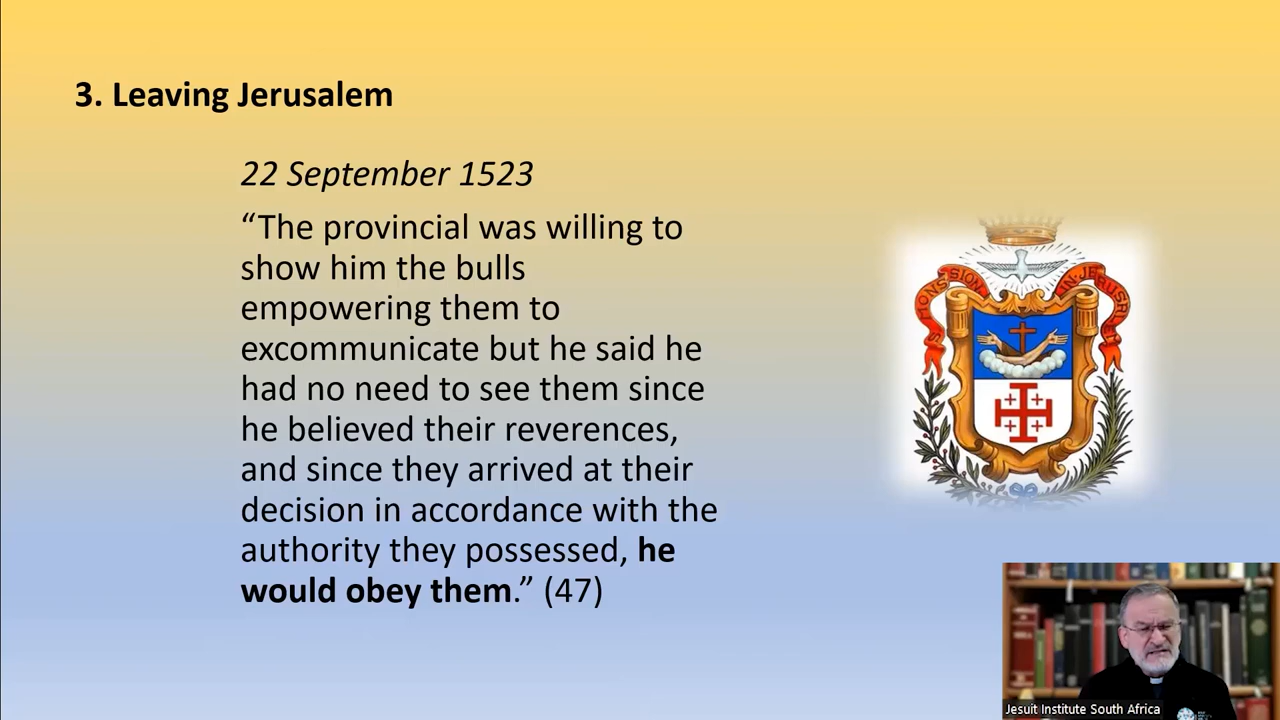 3. Leaving Jerusalem
22 September 1523
“The provincial was willing to
show him the bulls
empowering them to
excommunicate but he said he
had no need to see them since
he believed their reverences,
and since they arrived at their
decision in accordance with the
authority they possessed, he
would obey them.” (47)
SION
IN
Jesuit Institute South Africa